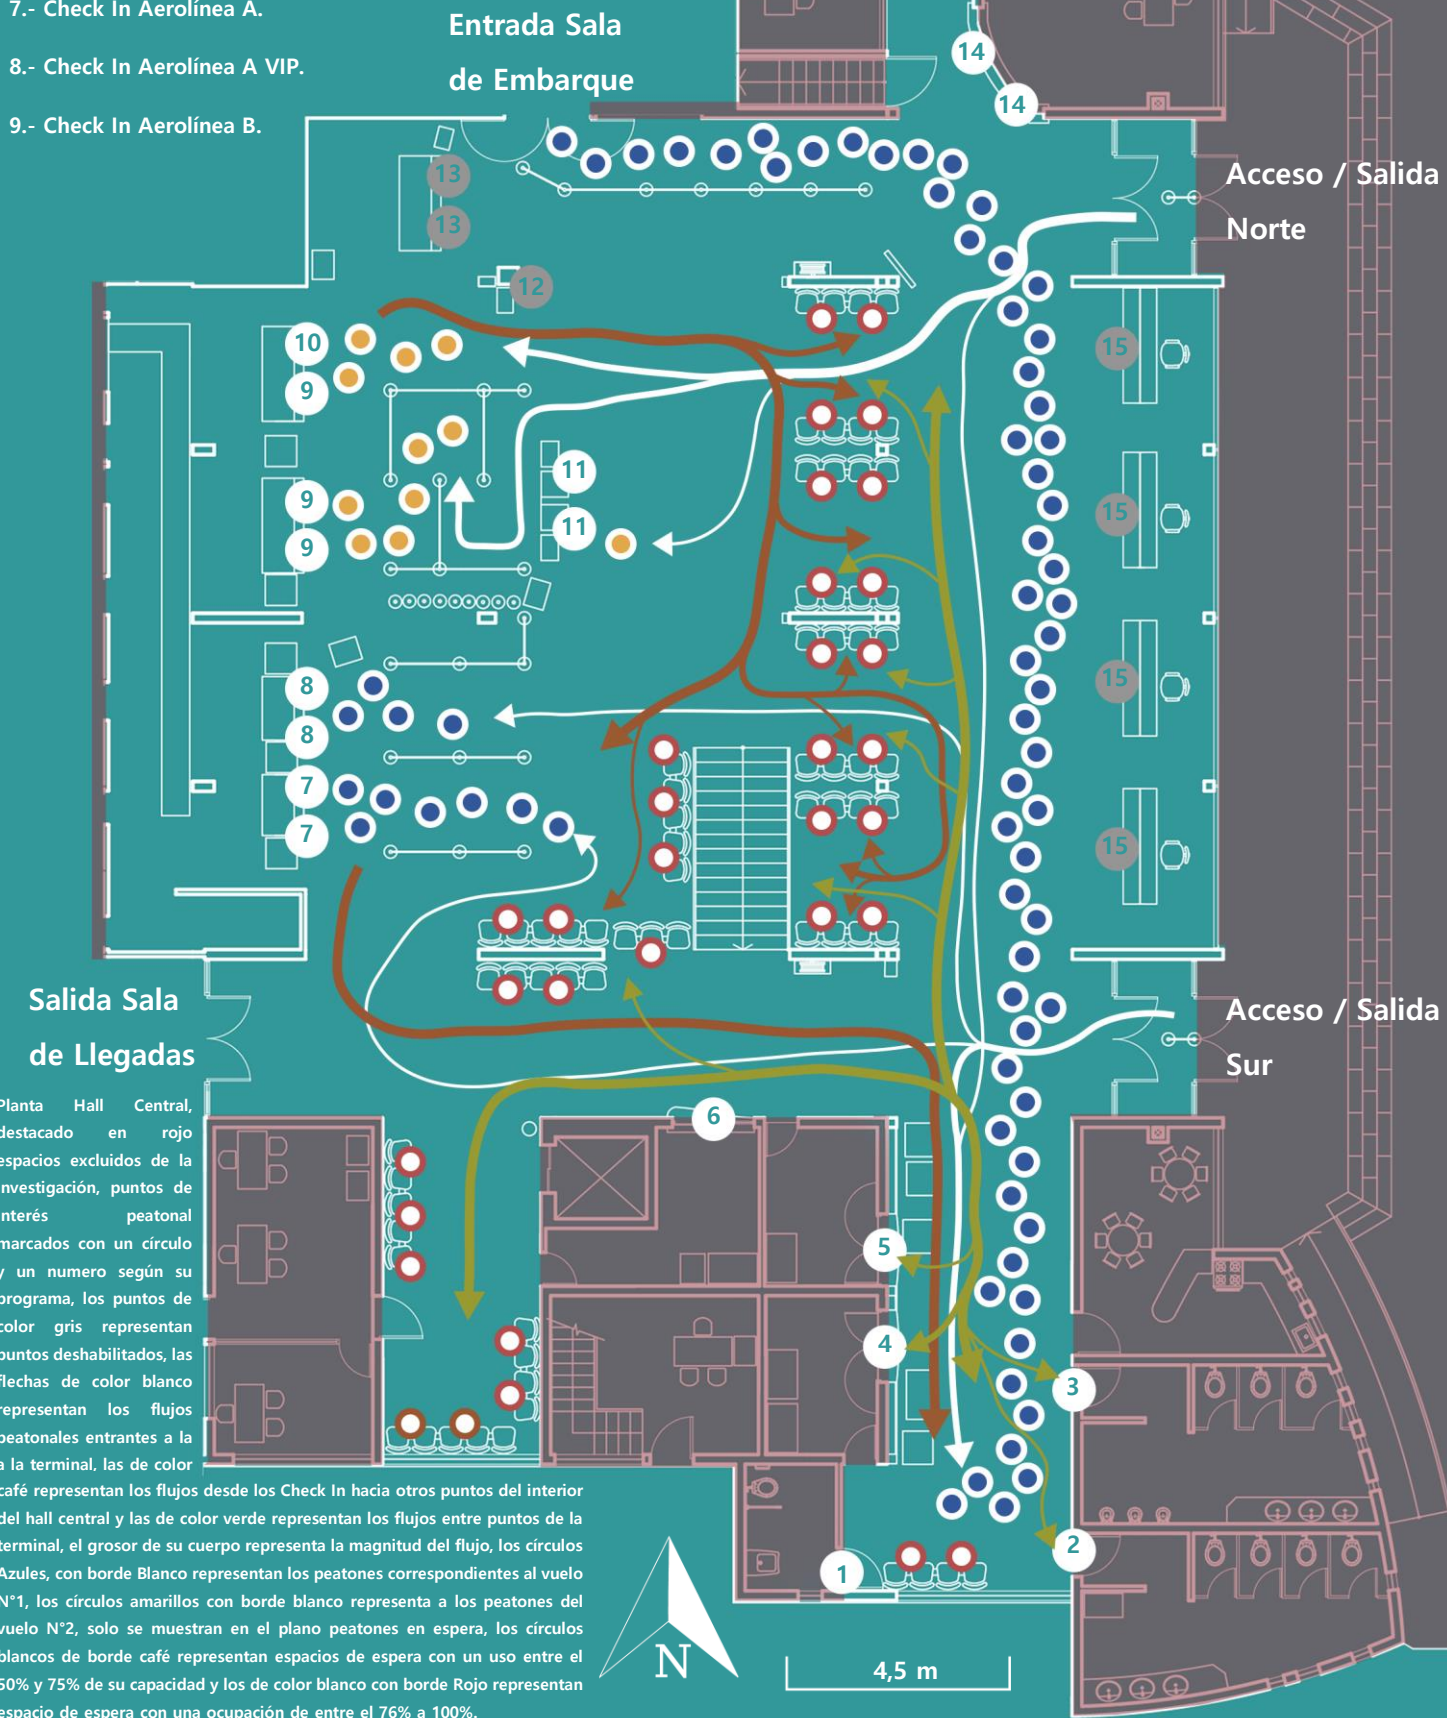 7.- Check In Aerolínea A.
8.- Check In Aerolínea A VIP.
9.- Check In Aerolínea B.
Entrada Sala
de Embarque
14
14
13
13
12
Acceso / Salida
Norte
10
9
9
9
11
11
15
15
15
15
8
8
7
7
Salida Sala
de Llegadas
Acceso / Salida
Sur
6
5
4
3
2
1
Planta Hall Central,
destacado en rojo
espacios excluidos de la
investigación, puntos de
interés peatonal
marcados con un círculo
y un numero según su
programa, los puntos de
color gris representan
puntos deshabilitados, las
flechas de color blanco
representan los flujos
peatonales entrantes a la
a la terminal, las de color
café representan los flujos desde los Check In hacia otros puntos del interior
del hall central y las de color verde representan los flujos entre puntos de la
terminal, el grosor de su cuerpo representa la magnitud del flujo, los círculos
Azules, con borde Blanco representan los peatones correspondientes al vuelo
N°1, los círculos amarillos con borde blanco representa a los peatones del
vuelo N°2, solo se muestran en el plano peatones en espera, los círculos
blancos de borde café representan espacios de espera con un uso entre el
50% y 75% de su capacidad y los de color blanco con borde Rojo representan
espacio de espera con una ocupación de entre el 76% a 100%.
N
4,5 m